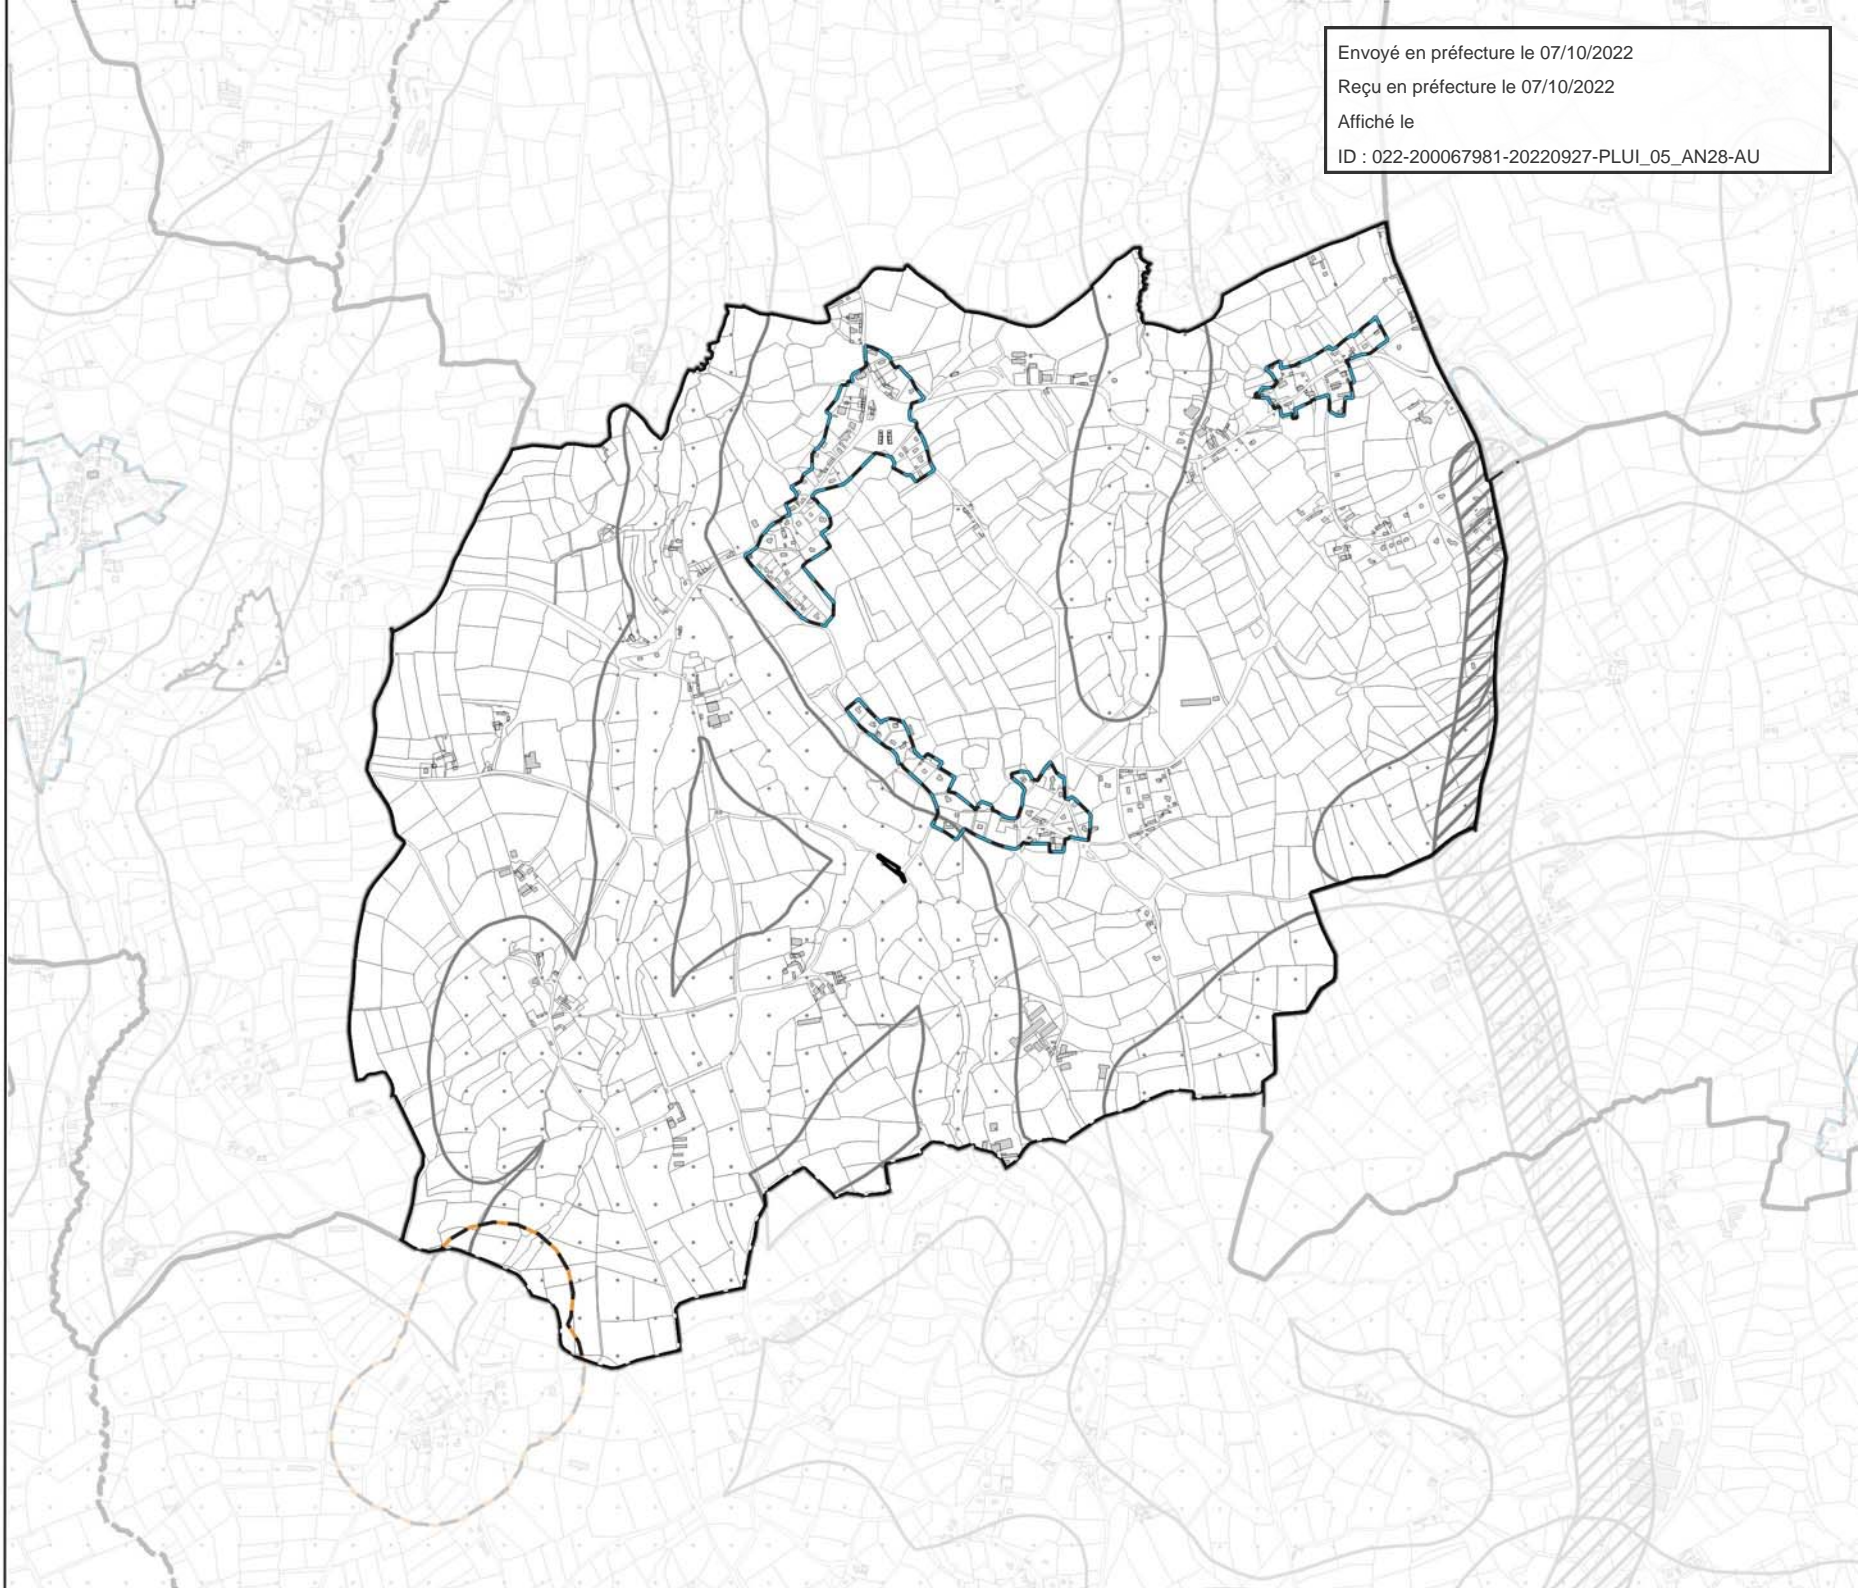 Envoyé en préfecture le 07/10/2022
Reçu en préfecture le 07/10/2022
Affiché le
ID : 022-200067981-20220927-PLUI_05_AN28-AU